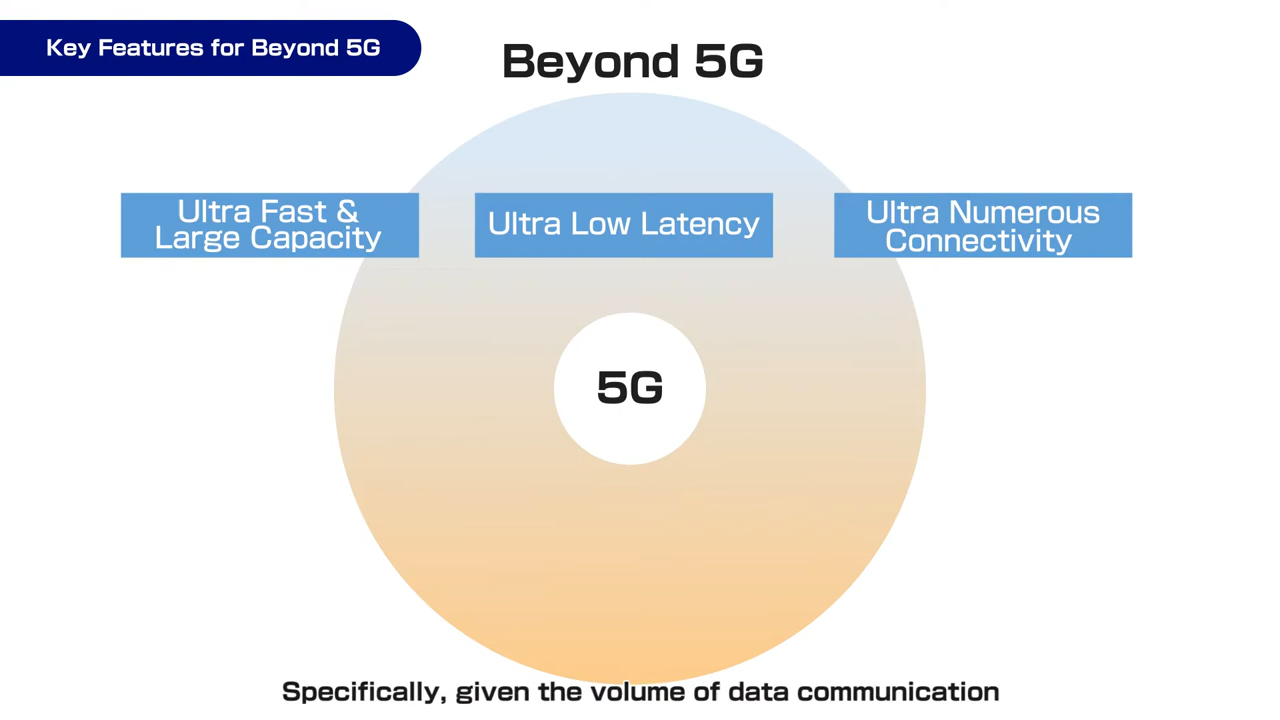 Key Features for Beyond 5G
Beyond 5G
Ultra Fast &
Large Capacity
Ultra Low Latency
Ultra Numerous
Connectivity
5G
Specifically, given the volume of data communication